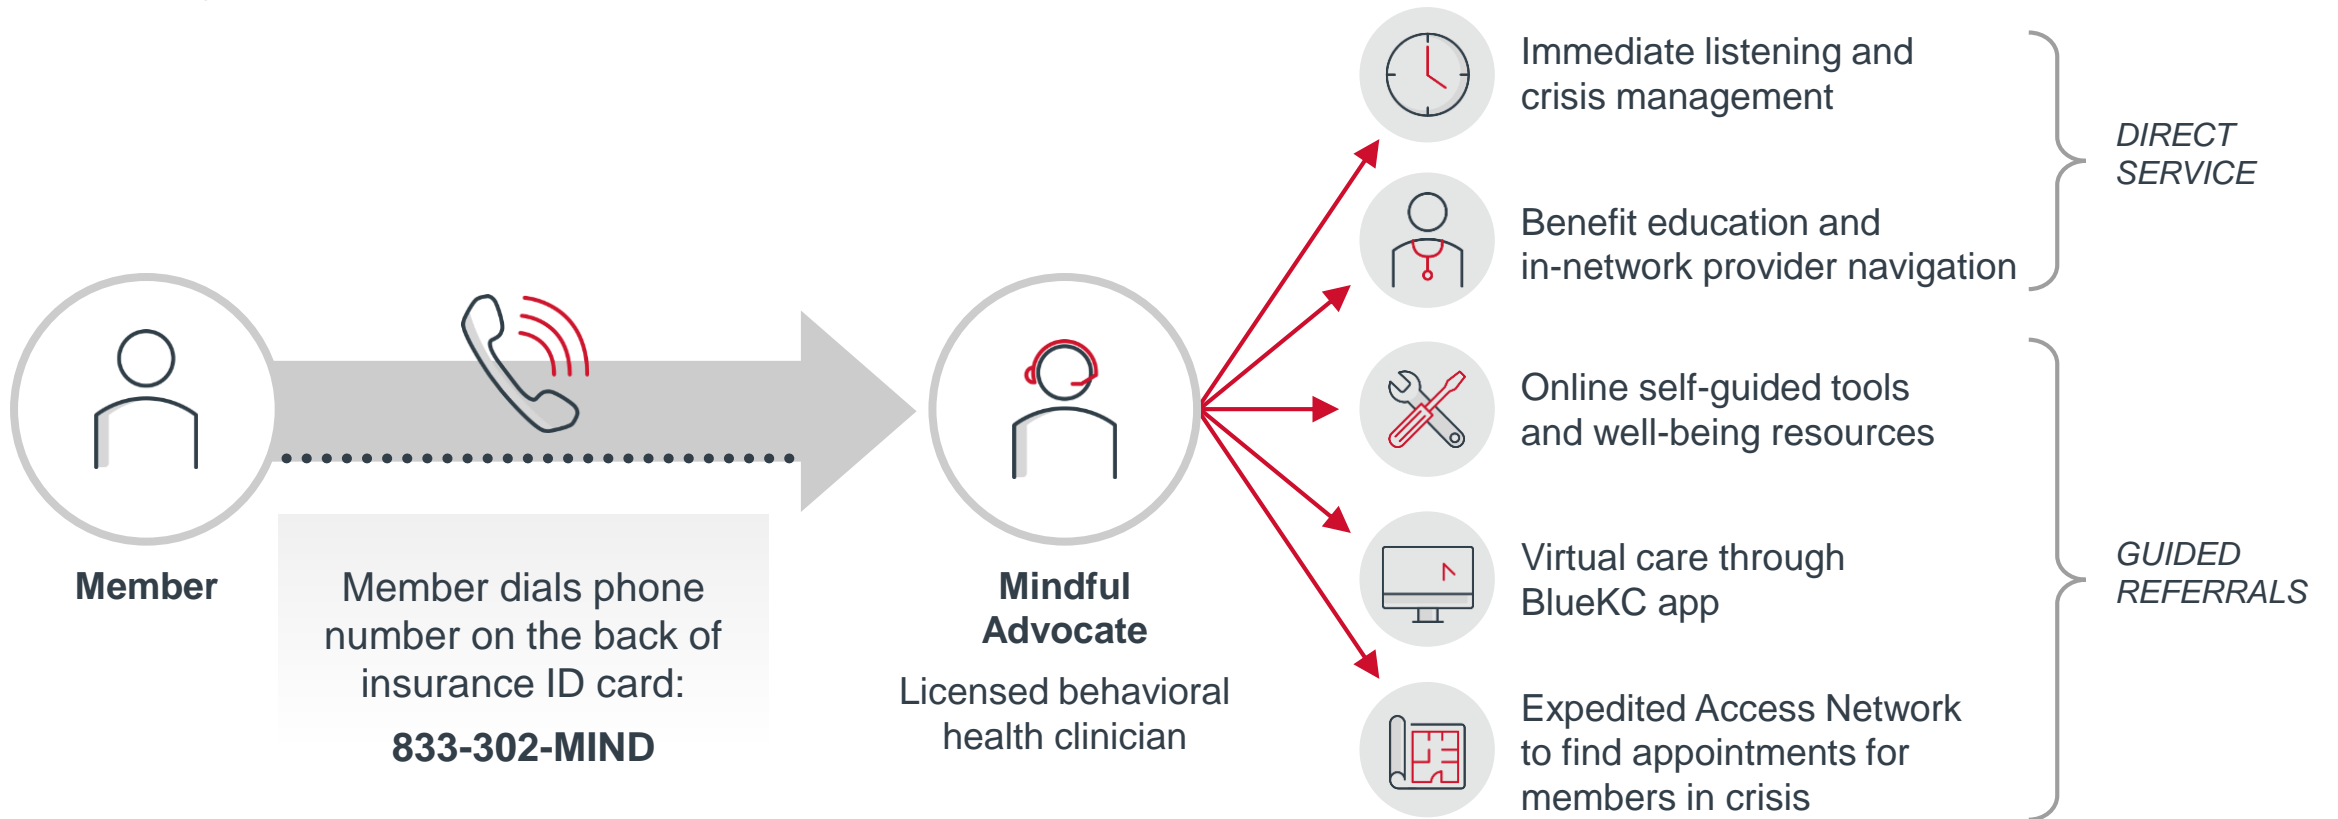 Member
Member dials phone
number on the back of
insurance ID card:
833-302-MIND
Mindful
Advocate
Licensed behavioral
health clinician
Immediate listening and
crisis management
Benefit education and
in-network provider navigation
DIRECT
SERVICE
Online self-guided tools
and well-being resources
Virtual care through
BlueKC app
Expedited Access Network
to find appointments for
members in crisis
GUIDED
REFERRALS